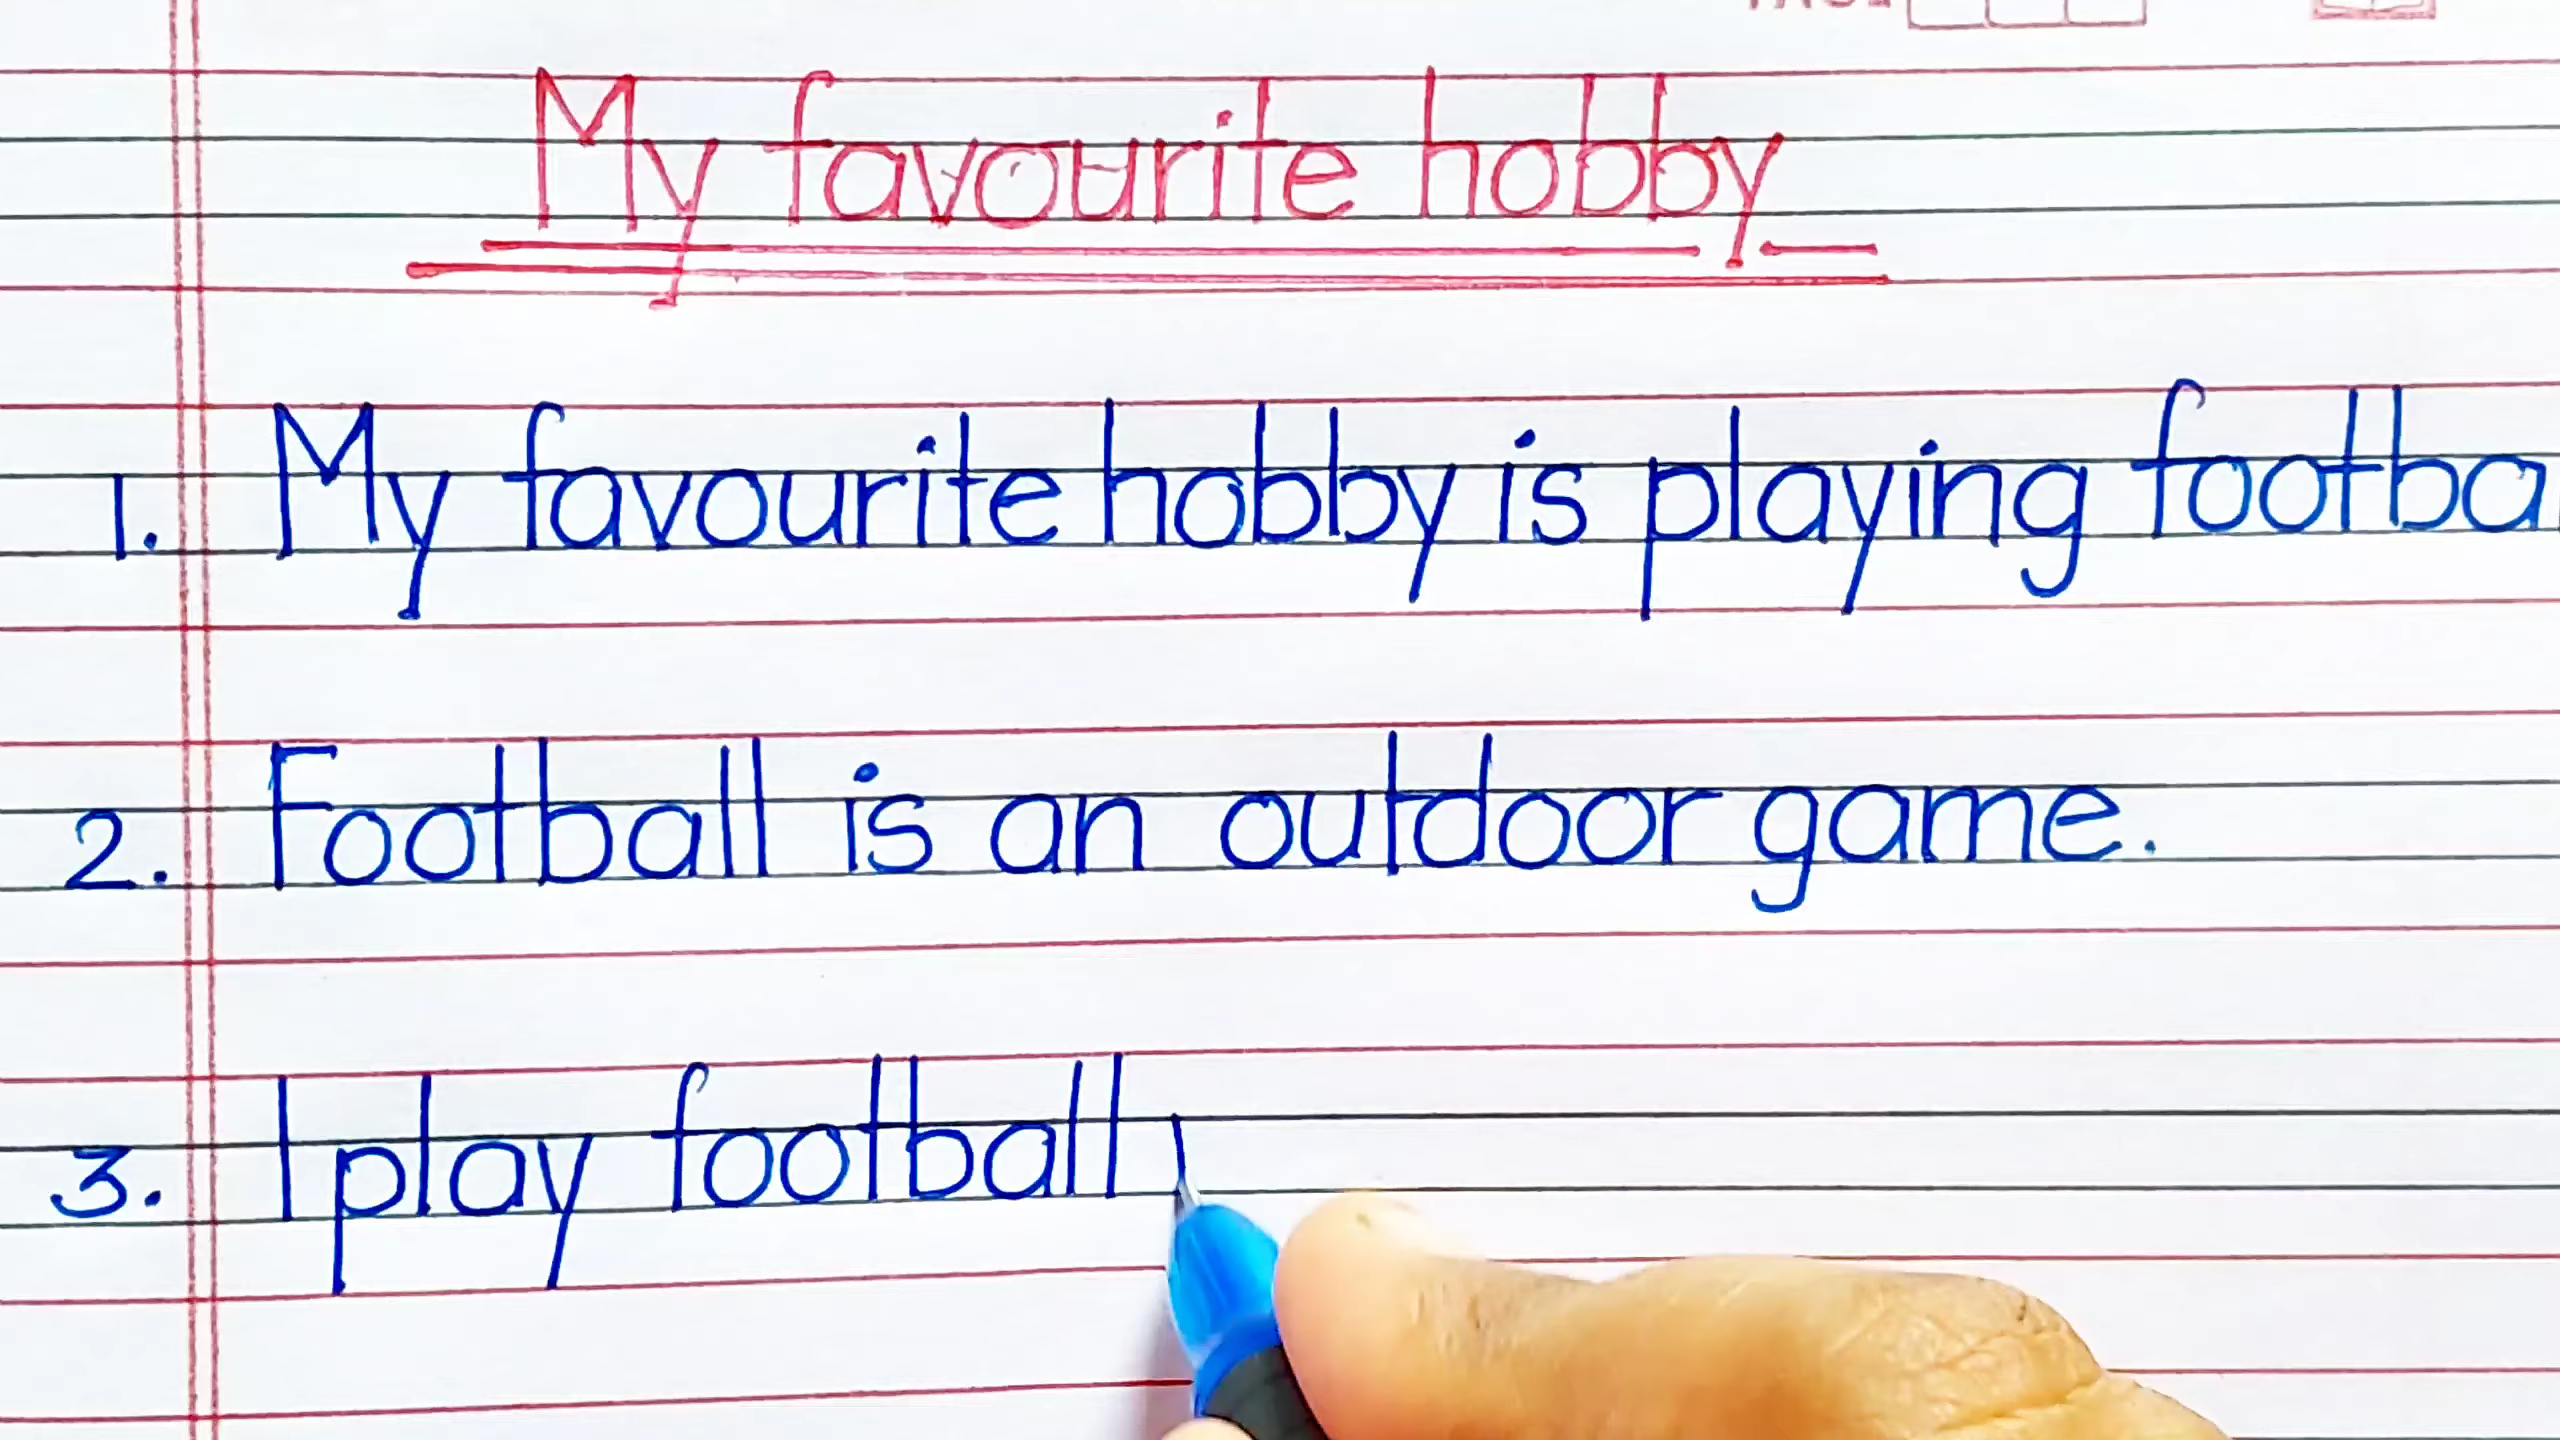 My favourite hobby
1. My favourite hobby is playing footba
2. Football is an outdoor game.
3. I play football